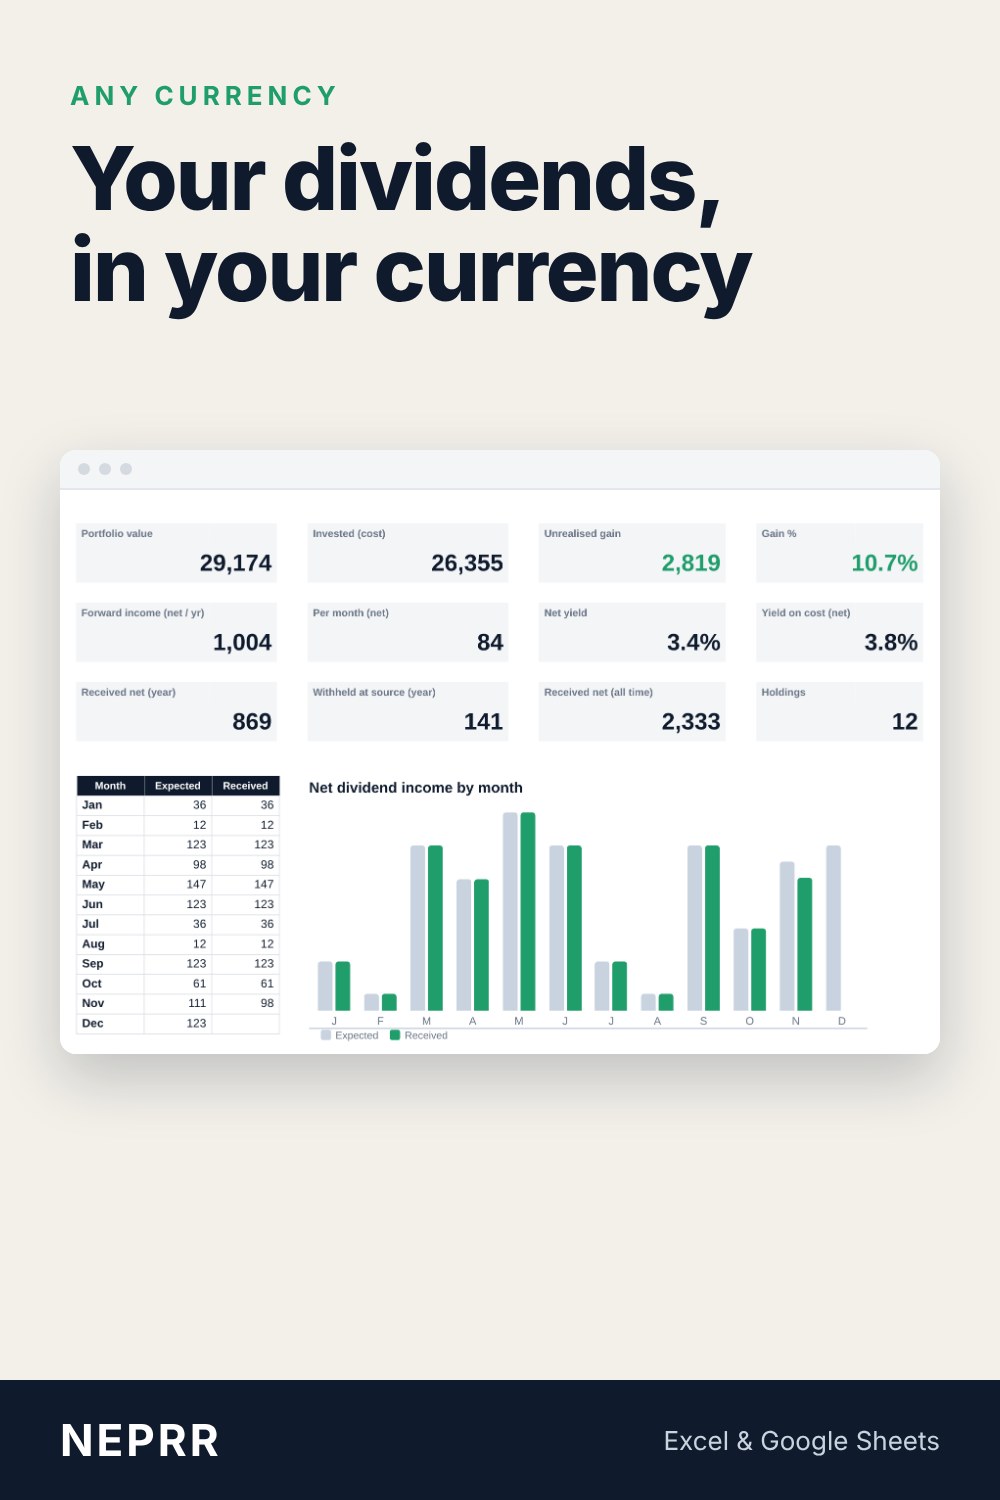 ANY CURRENCY
Your dividends,
in your currency
Portfolio value
29,174
Invested (cost)
26,355
Unrealised gain
2,819
Gain %
10.7%
Forward income (net / yr)
1,004
Per month (net)
84
Net yield
3.4%
Yield on cost (net)
3.8%
Received net (year)
869
Withheld at source (year)
141
Received net (all time)
2,333
Holdings
12
Month Expected Received
Jan 36 36
Feb 12 12
Mar 123 123
Apr 98 98
May 147 147
Jun 123 123
Jul 36 36
Aug 12 12
Sep 123 123
Oct 61 61
Nov 111 98
Dec 123
Net dividend income by month
J F M A M J J A S O N D
Expected Received
NEPRR
Excel & Google Sheets